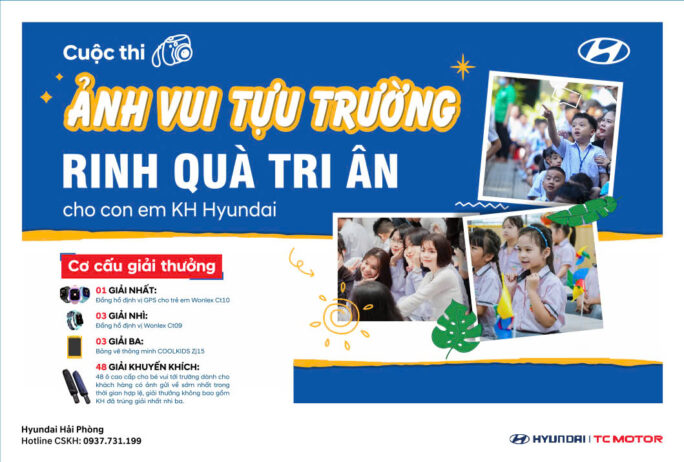 Cuộc thi
ẢNH VUI TỰU TRƯỜNG
RINH QUÀ TRI ÂN
cho con em KH Hyundai
Cơ cấu giải thưởng
01 GIẢI NHẤT:
Đồng hồ định vị GPS cho trẻ em Wonlex Ct10
03 GIẢI NHÌ:
Đồng hồ định vị Wonlex Ct09
03 GIẢI BA:
Bảng vẽ thông minh COOLKIDS Zj15
48 GIẢI KHUYẾN KHÍCH:
48 ô cao cấp cho bé vui tới trường dành cho
khách hàng có ảnh gửi về sớm nhất trong
thời gian hợp lệ, giải thưởng không bao gồm
KH đã trúng giải nhất nhì ba.
Hyundai Hải Phòng
Hotline CSKH: 0937.731.199
HYUNDAI | TC MOTOR